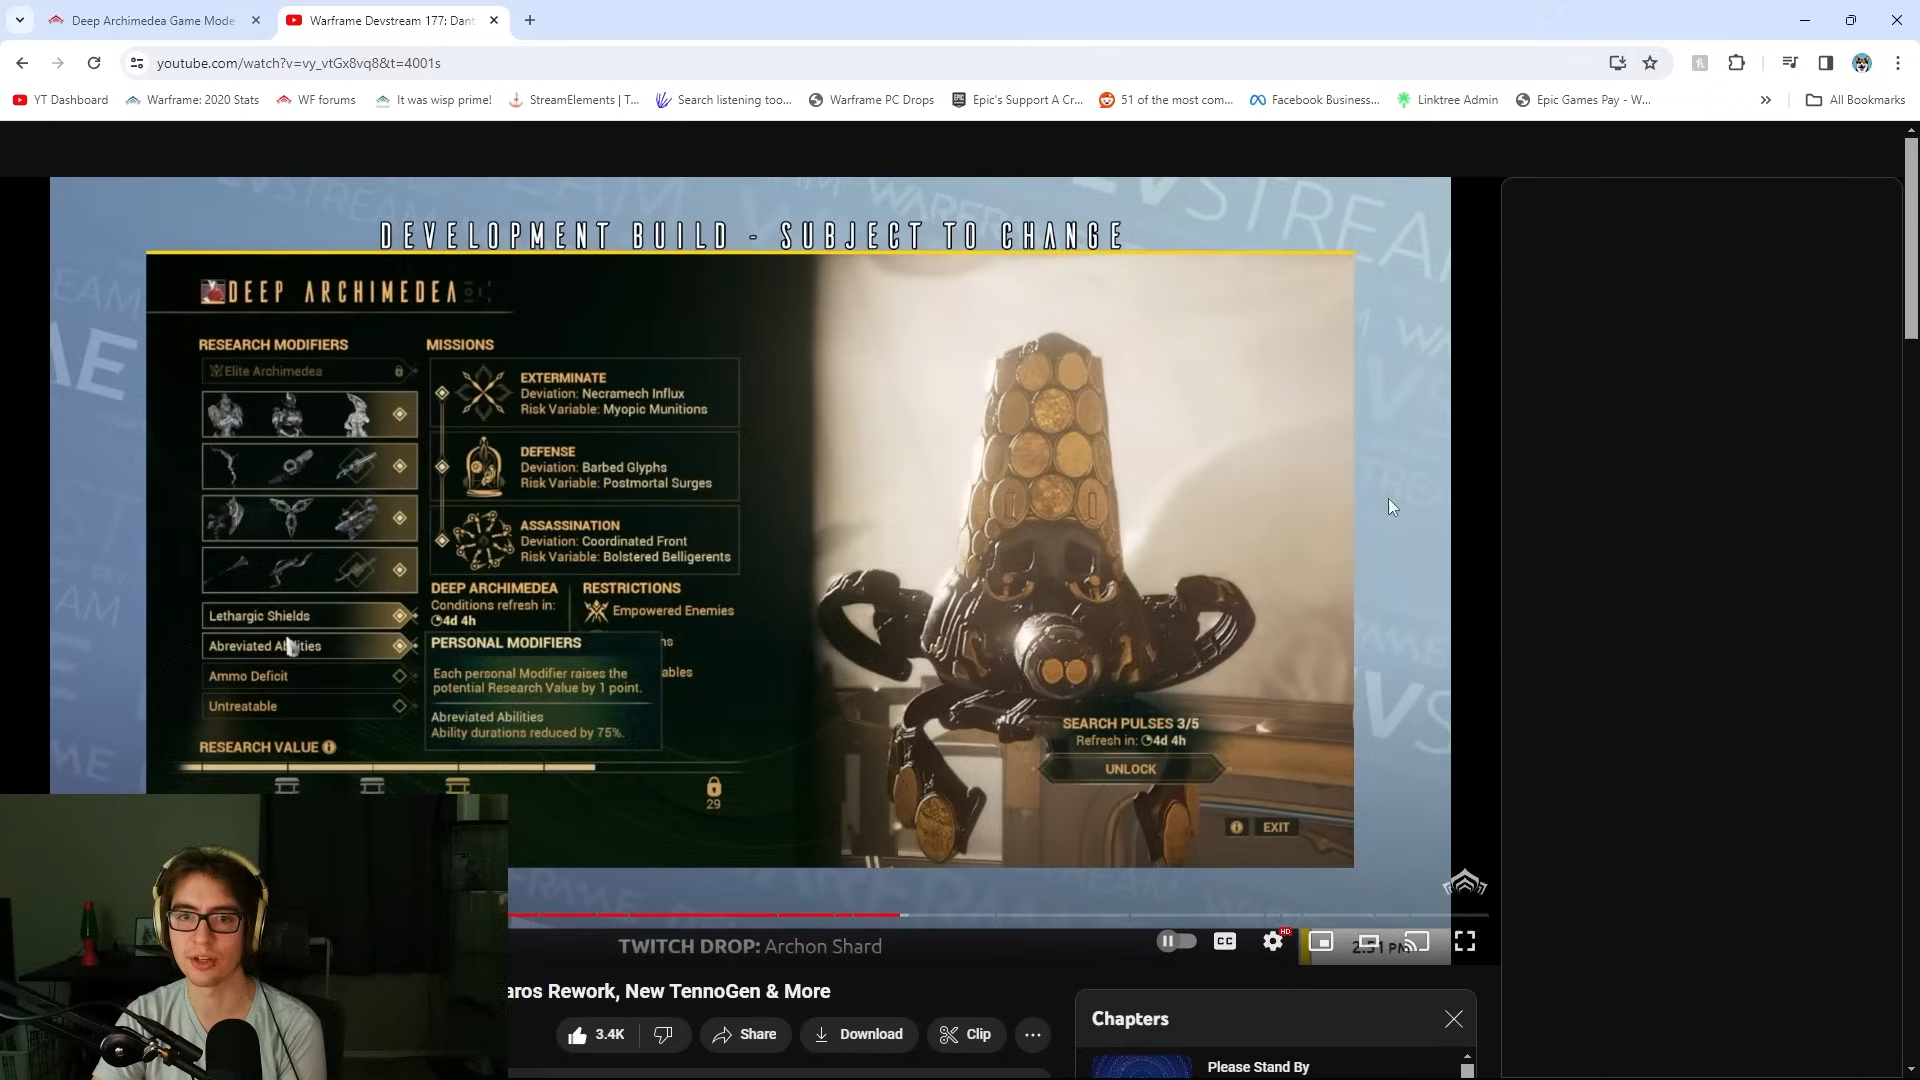 Deep Archimedea Game Mode
Warframe Devstream 177: Dant
youtube.com/watch?v=vy_vtGx8vq8&t=4001s
YT Dashboard
Warframe: 2020 Stats
WF forums
It was wisp prime!
StreamElements | T...
Search listening too...
Warframe PC Drops
Epic's Support A Cr...
51 of the most com...
Facebook Business...
Linktree Admin
Epic Games Pay - W...
»
All Bookmarks
DEVELOPMENT BUILD - SUBJECT TO CHANGE
DEEP ARCHIMEDEA
RESEARCH MODIFIERS
Elite Archimedea
Lethargic Shields
Abreviated Abilities
Ammo Deficit
Untreatable
RESEARCH VALUE
29
MISSIONS
EXTERMINATE
Deviation: Necramech Influx
Risk Variable: Myopic Munitions
DEFENSE
Deviation: Barbed Glyphs
Risk Variable: Postmortal Surges
ASSASSINATION
Deviation: Coordinated Front
Risk Variable: Bolstered Belligerents
DEEP ARCHIMEDEA
Conditions refresh in:
4d 4h
RESTRICTIONS
Empowered Enemies
ns
ables
PERSONAL MODIFIERS
Each personal Modifier raises the
potential Research Value by 1 point.
Abreviated Abilities
Ability durations reduced by 75%.
SEARCH PULSES 3/5
Refresh in: 4d 4h
UNLOCK
EXIT
TWITCH DROP: Archon Shard
CC
HD
2:51 PM
aros Rework, New TennoGen & More
3.4K
Share
Download
Clip
Chapters
Please Stand By